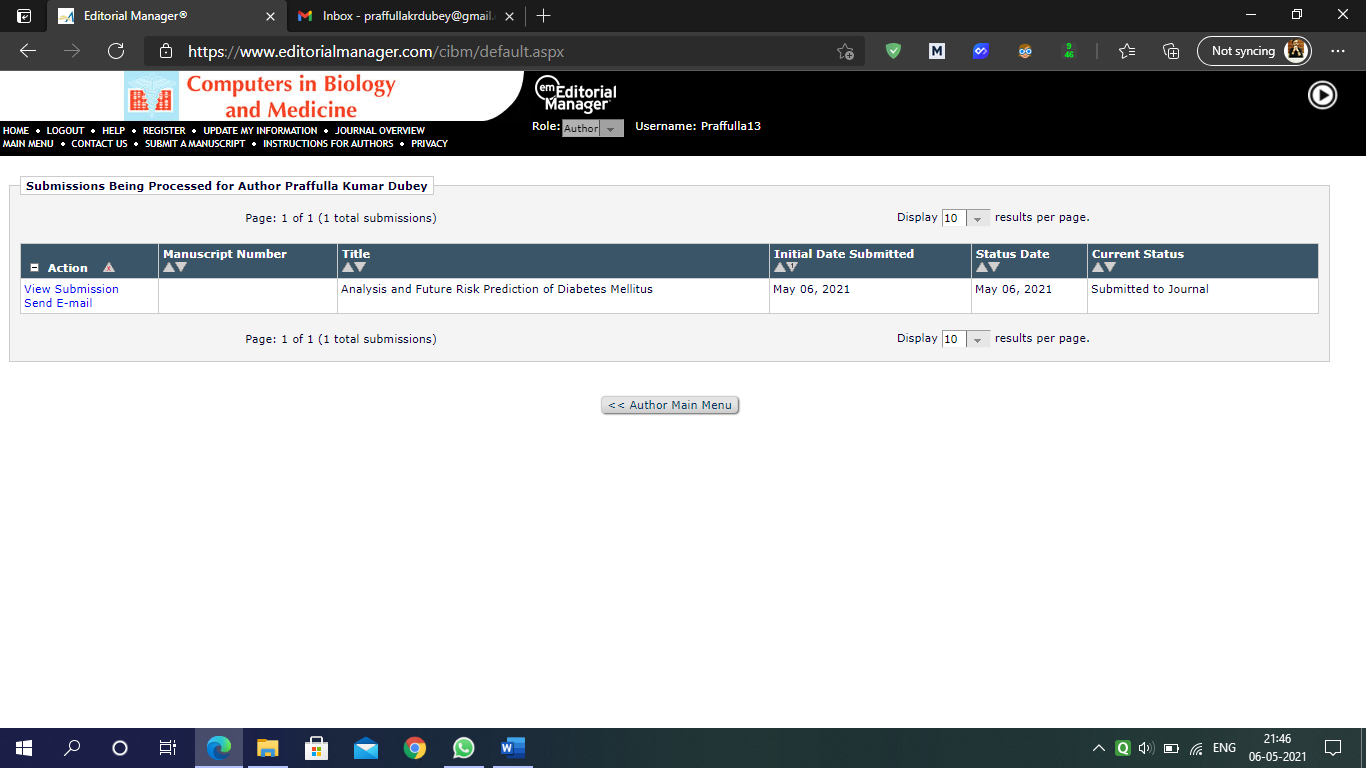 Editorial Manager®
Inbox - praffullakrdubey@gmail.
https://www.editorialmanager.com/cibm/default.aspx
M
9
46
Not syncing
Computers in Biology
and Medicine
em Editorial
Manager®
HOME • LOGOUT • HELP • REGISTER • UPDATE MY INFORMATION • JOURNAL OVERVIEW
MAIN MENU • CONTACT US • SUBMIT A MANUSCRIPT • INSTRUCTIONS FOR AUTHORS • PRIVACY
Role: Author Username: Praffulla13
Submissions Being Processed for Author Praffulla Kumar Dubey
Page: 1 of 1 (1 total submissions) Display 10 results per page.
Action Manuscript Number Title Initial Date Submitted Status Date Current Status
View Submission Analysis and Future Risk Prediction of Diabetes Mellitus May 06, 2021 May 06, 2021 Submitted to Journal
Send E-mail
Page: 1 of 1 (1 total submissions) Display 10 results per page.
<< Author Main Menu
ENG
21:46
06-05-2021